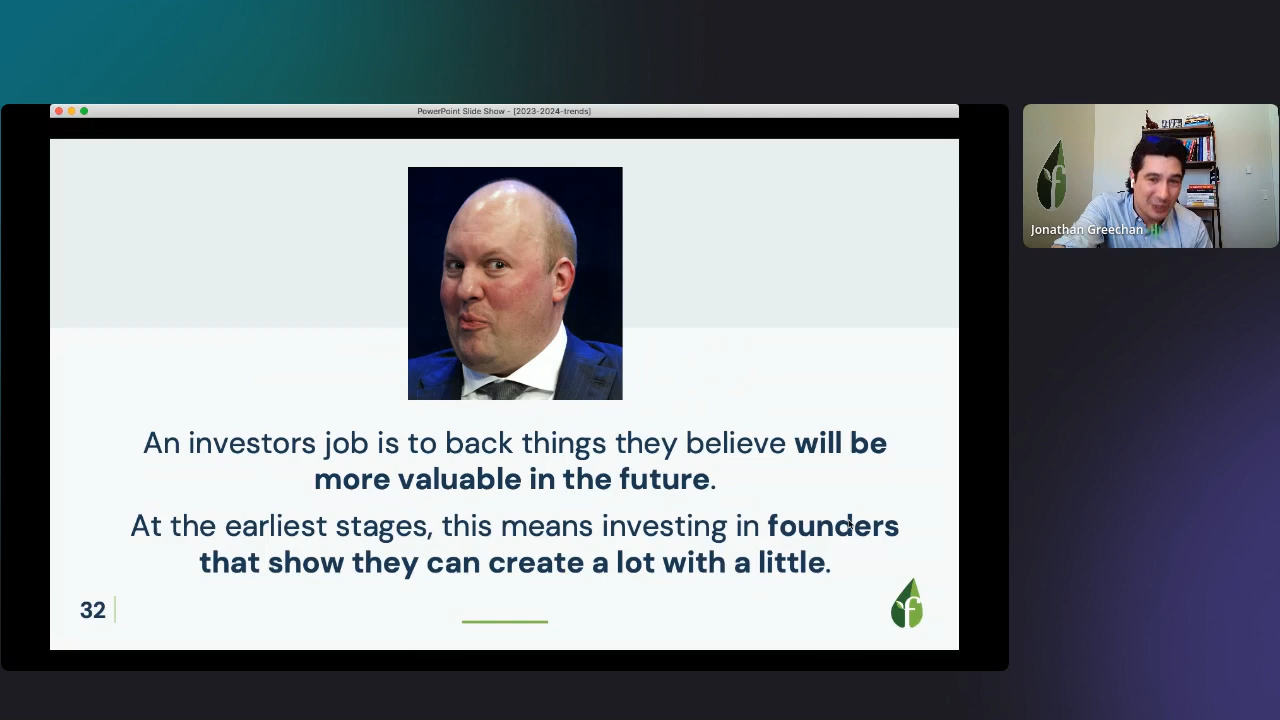 PowerPoint Slide Show - [2023-2024-trends]
An investors job is to back things they believe will be
more valuable in the future.
At the earliest stages, this means investing in founders
that show they can create a lot with a little.
32
f
f
Jonathan Greechan